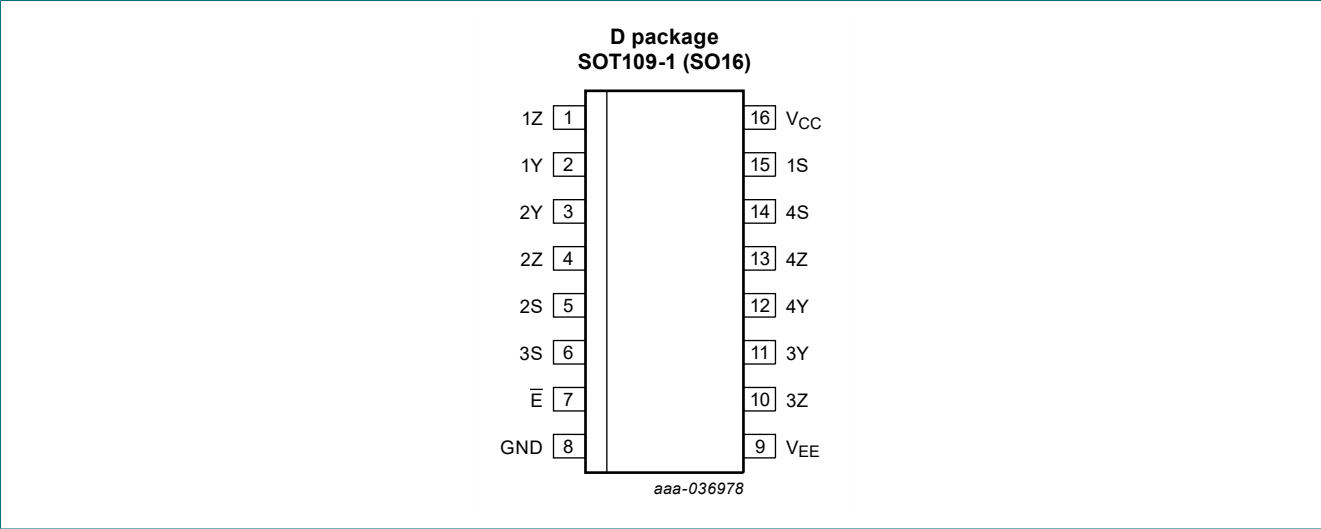 D package
SOT109-1 (SO16)
1Z 1 16 VCC
1Y 2 15 1S
2Y 3 14 4S
2Z 4 13 4Z
2S 5 12 4Y
3S 6 11 3Y
E̅ 7 10 3Z
GND 8 9 VEE
aaa-036978